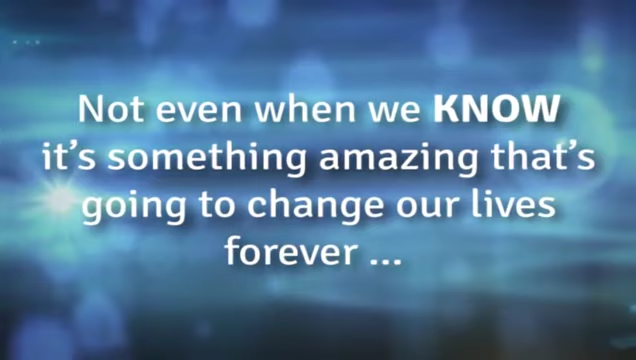 Not even when we KNOW
it's something amazing that's
going to change our lives
forever ...